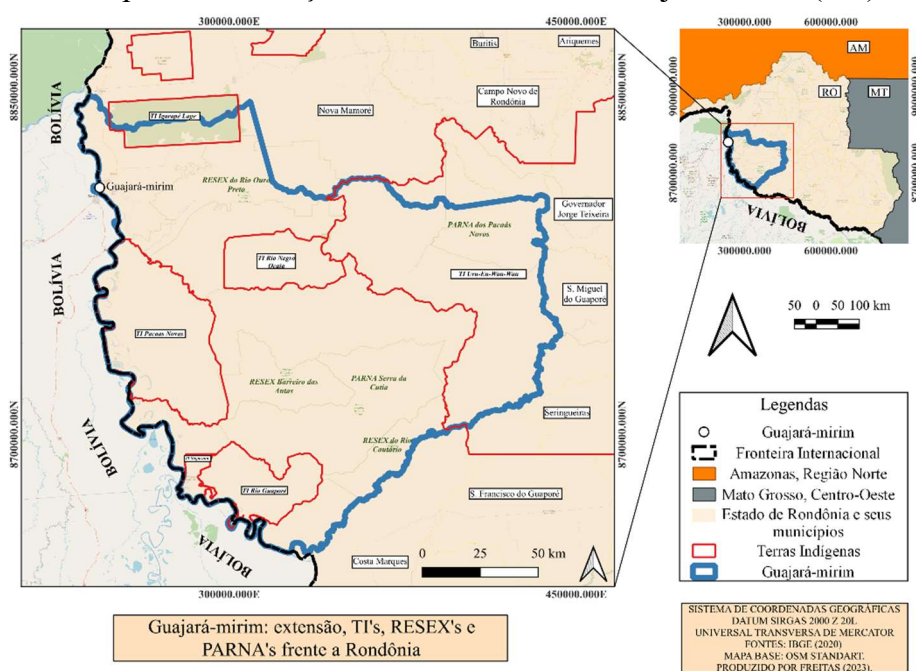 300000.000E
450000.000E
8850000.000N
8700000.000N
BOLÍVIA
TI Igarapé Lage
Nova Mamoré
Buritis
Ariquemes
Campo Novo de
Rondônia
Guajará-mirim
RESEX do Rio Ouro
Preto
Governador
Jorge Teixeira
PARNA dos Pacaás
Novos
TI Rio Negro
Ocaia
TI Uru-Eu-Wau-Wau
S. Miguel
do Guaporé
BOLÍVIA
TI Pacaás Novas
RESEX Barreiro das
Antas
PARNA Serra da
Cutia
Seringueiras
RESEX do Rio
Cautário
BOLÍVIA
TI Rio Guaporé
S. Francisco do Guaporé
BOLÍVIA
Costa Marques
0 25 50 km
8850000.000N
8700000.000N
300000.000E
450000.000E
Guajará-mirim: extensão, TI's, RESEX's e
PARNA's frente a Rondônia
300000.000
600000.000
AM
RO
MT
9000000.000
8700000.000
8700000.000
BOLÍVIA
300000.000
600000.000
50 0 50 100 km
Legendas
Guajará-mirim
Fronteira Internacional
Amazonas, Região Norte
Mato Grosso, Centro-Oeste
Estado de Rondônia e seus
municípios
Terras Indígenas
Guajará-mirim
SISTEMA DE COORDENADAS GEOGRÁFICAS
DATUM SIRGAS 2000 Z 20L
UNIVERSAL TRANSVERSA DE MERCATOR
FONTES: IBGE (2020)
MAPA BASE: OSM STANDART.
PRODUZIDO POR FREITAS (2023).